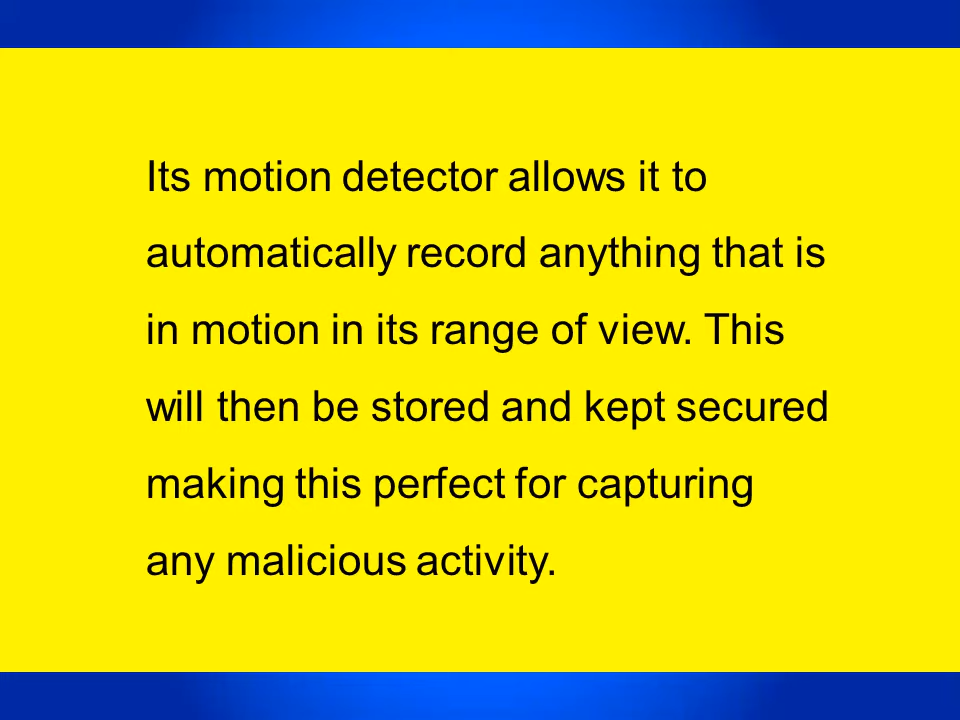 Its motion detector allows it to
automatically record anything that is
in motion in its range of view. This
will then be stored and kept secured
making this perfect for capturing
any malicious activity.